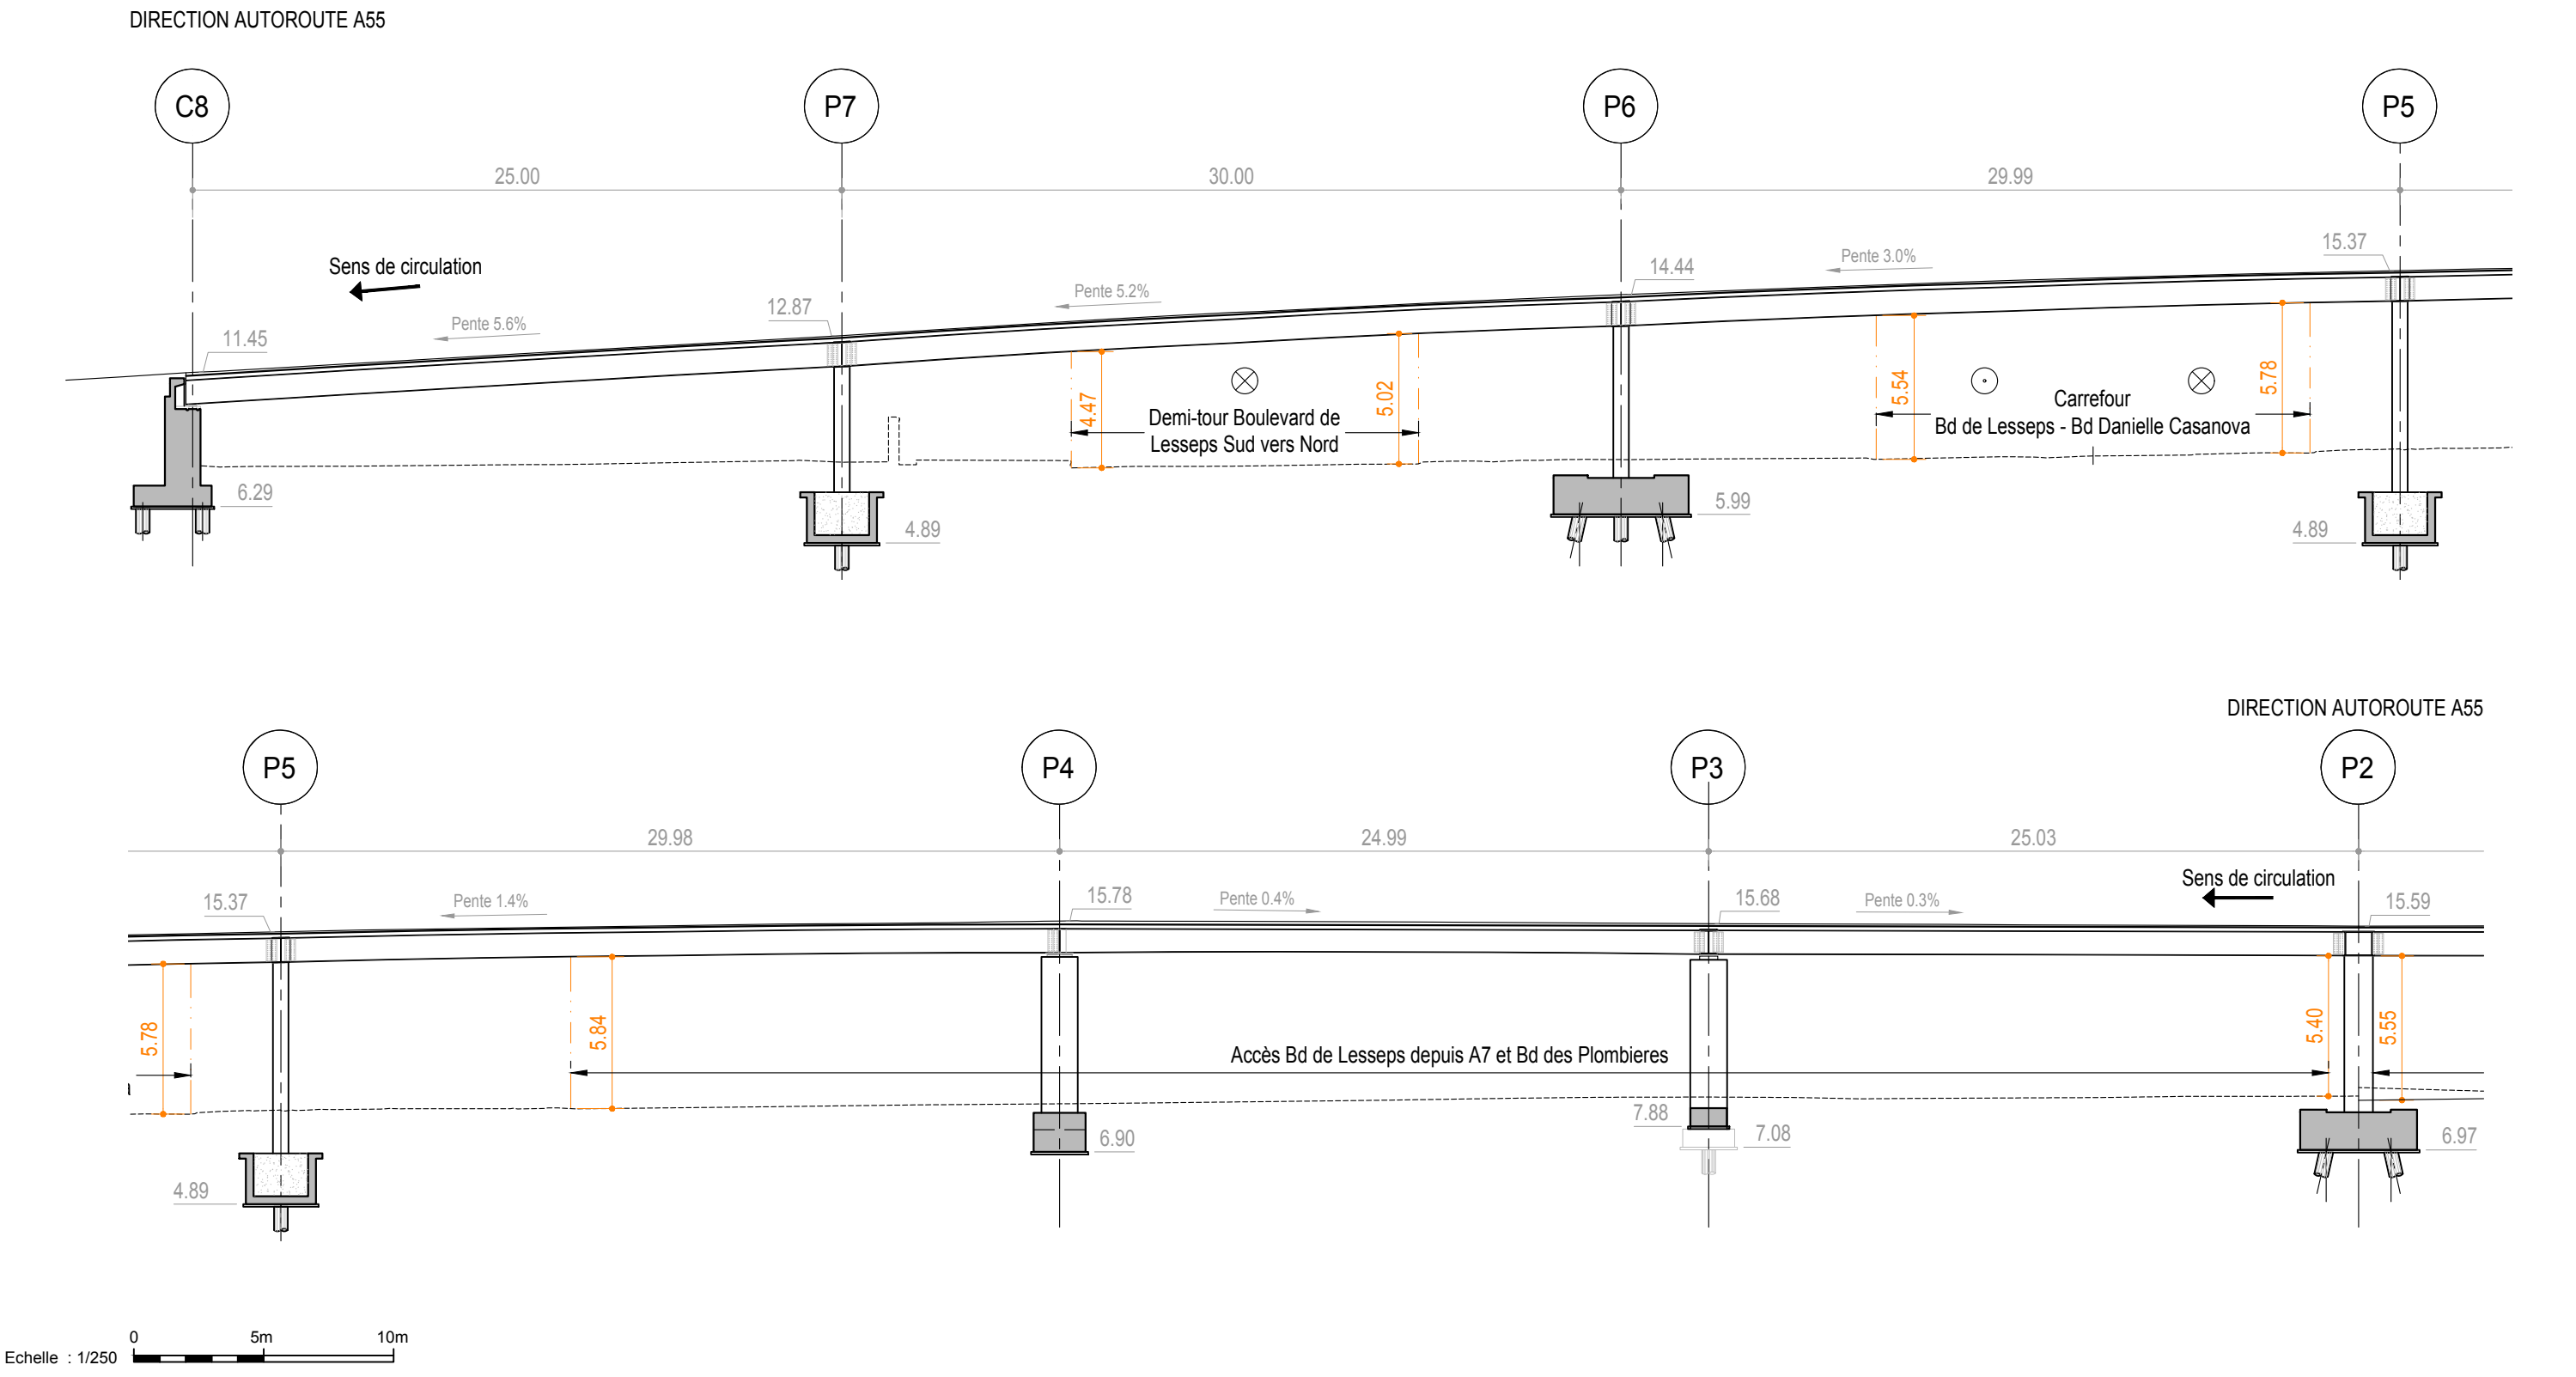 DIRECTION AUTOROUTE A55
C8
P7
P6
P5
25.00
30.00
29.99
Sens de circulation
11.45
Pente 5.6%
12.87
Pente 5.2%
14.44
Pente 3.0%
15.37
4.47
Demi-tour Boulevard de
Lesseps Sud vers Nord
5.02
5.54
Carrefour
Bd de Lesseps - Bd Danielle Casanova
5.78
6.29
4.89
5.99
4.89
DIRECTION AUTOROUTE A55
P5
P4
P3
P2
29.98
24.99
25.03
15.37
Pente 1.4%
15.78
Pente 0.4%
15.68
Pente 0.3%
Sens de circulation
15.59
5.78
5.84
Accès Bd de Lesseps depuis A7 et Bd des Plombieres
5.40
5.55
a
4.89
6.90
7.88
7.08
6.97
Echelle : 1/250
0
5m
10m